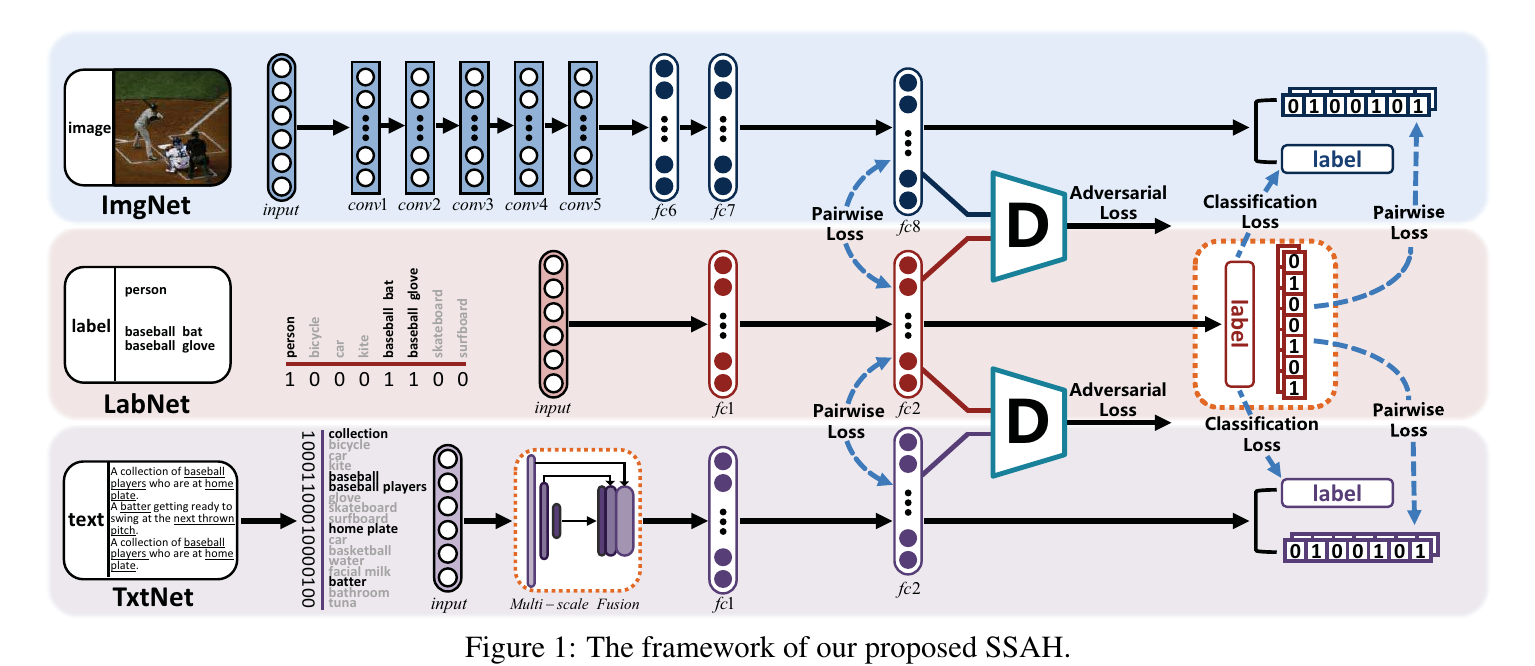 image
ImgNet
input
conv1 conv2 conv3 conv4 conv5
fc6
fc7
fc8
Pairwise
Loss
D
Adversarial
Loss
0 1 0 0 1 0 1
label
Classification
Loss
Pairwise
Loss
label
person
baseball bat
baseball glove
LabNet
person
bicycle
car
kite
baseball bat
baseball glove
skateboard
surfboard
1 0 0 0 1 1 0 0
input
fc1
fc2
label
0
1
0
0
1
0
1
Pairwise
Loss
D
Adversarial
Loss
Classification
Loss
Pairwise
Loss
text
A collection of baseball
players who are at home
plate.
A batter getting ready to
swing at the next thrown
pitch.
A collection of baseball
players who are at home
plate.
TxtNet
1000110001000 0100
collection
bicycle
car
kite
baseball
baseball players
glove
skateboard
surfboard
home plate
car
basketball
water
facial milk
batter
bathroom
tuna
input
Multi – scale Fusion
fc1
fc2
label
0 1 0 0 1 0 1
Figure 1: The framework of our proposed SSAH.